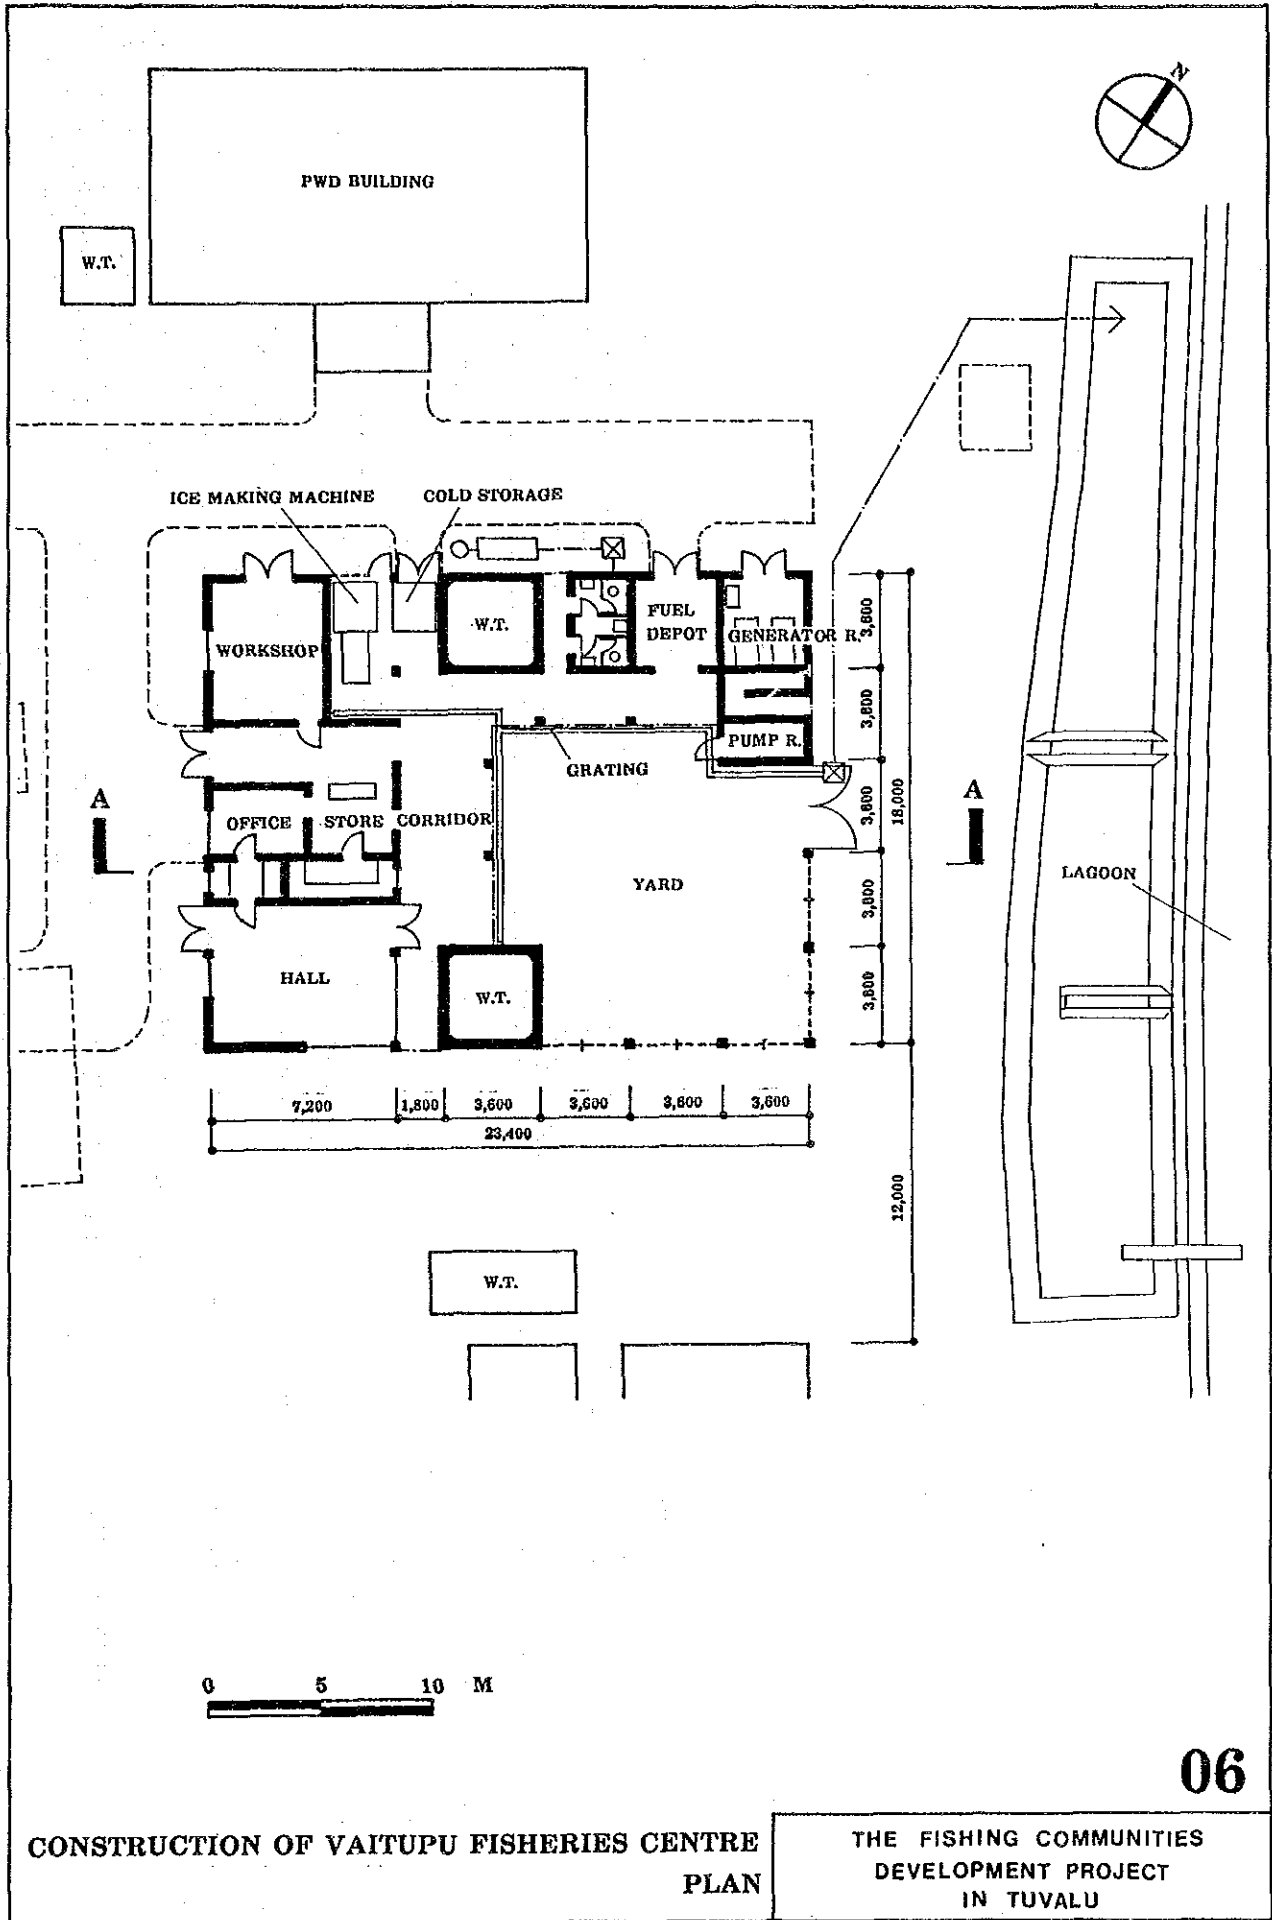 N
PWD BUILDING
W.T.
ICE MAKING MACHINE
COLD STORAGE
W.T.
FUEL
DEPOT
GENERATOR R.
WORKSHOP
3,600
3,600
PUMP R.
GRATING
A
OFFICE
STORE
CORRIDOR
3,600
18,000
A
YARD
LAGOON
3,600
HALL
W.T.
3,600
7,200
1,800
3,600
3,600
3,600
3,600
23,400
12,000
W.T.
0
5
10
M
06
CONSTRUCTION OF VAITUPU FISHERIES CENTRE
PLAN
THE FISHING COMMUNITIES
DEVELOPMENT PROJECT
IN TUVALU